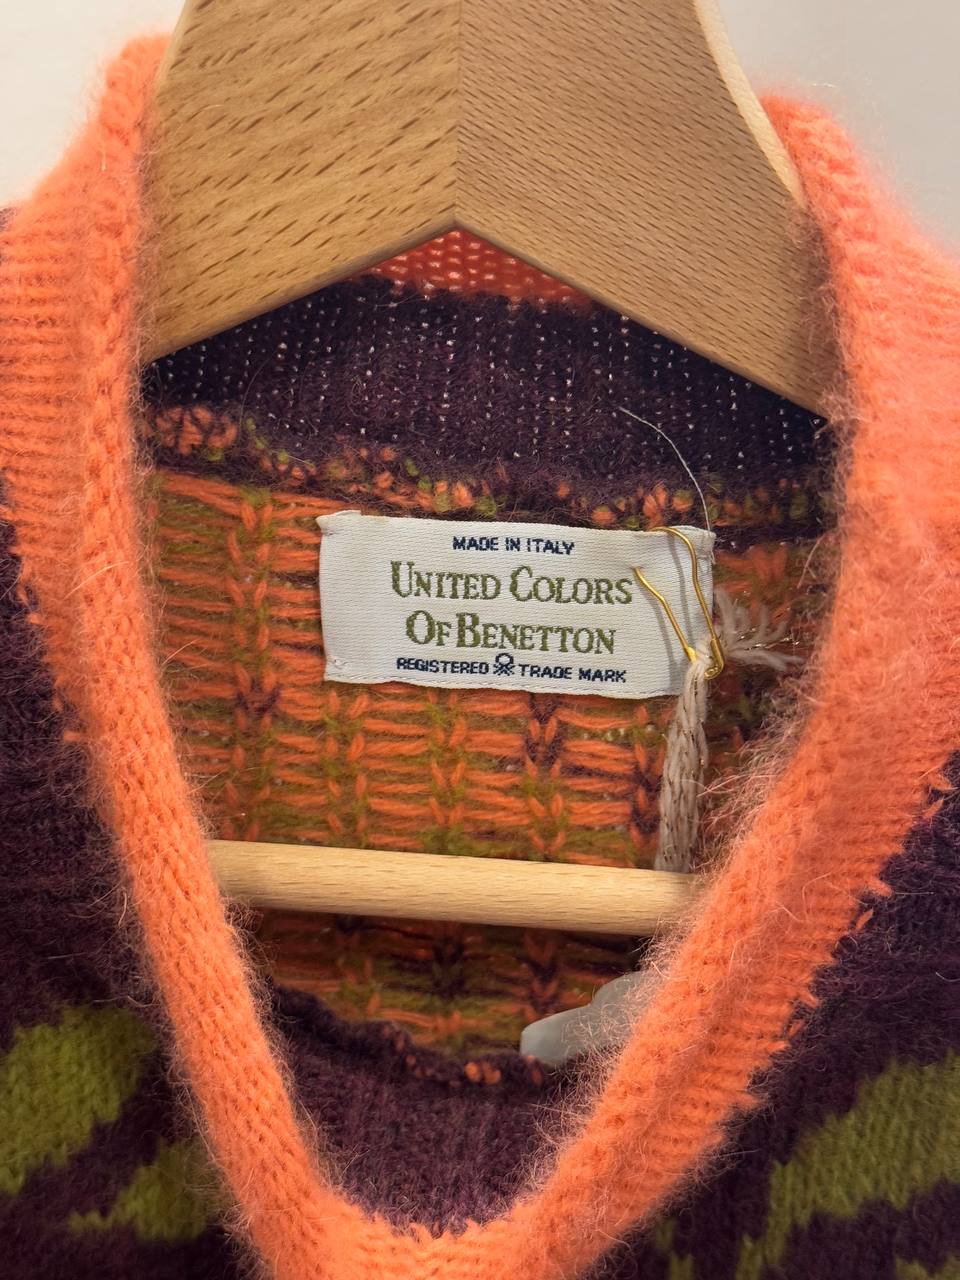 MADE IN ITALY
UNITED COLORS
OF BENETTON
REGISTERED TRADE MARK